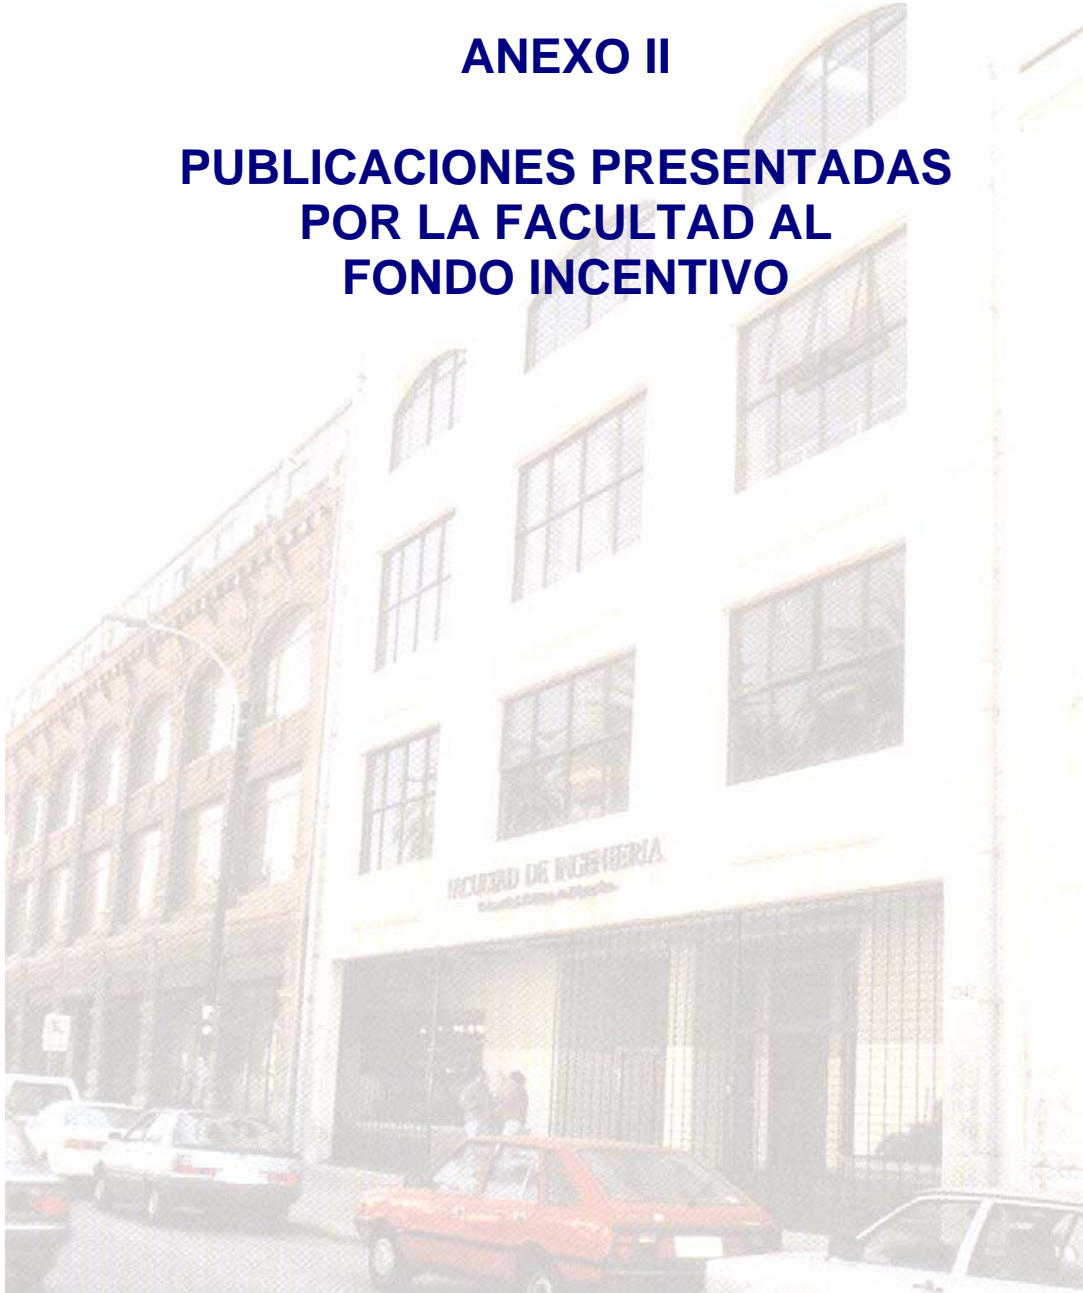 ANEXO II
PUBLICACIONES PRESENTADAS
POR LA FACULTAD AL
FONDO INCENTIVO
FACULTAD DE INGENIERIA